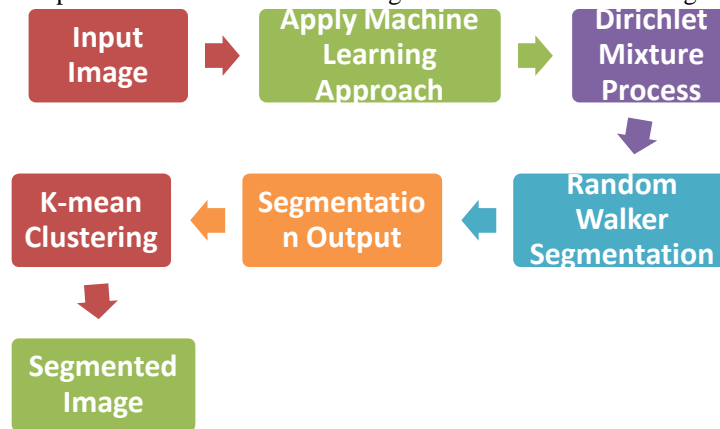 Input
Image
Apply Machine
Learning
Approach
Dirichlet
Mixture
Process
Random
Walker
Segmentation
Segmentatio
n Output
K-mean
Clustering
Segmented
Image